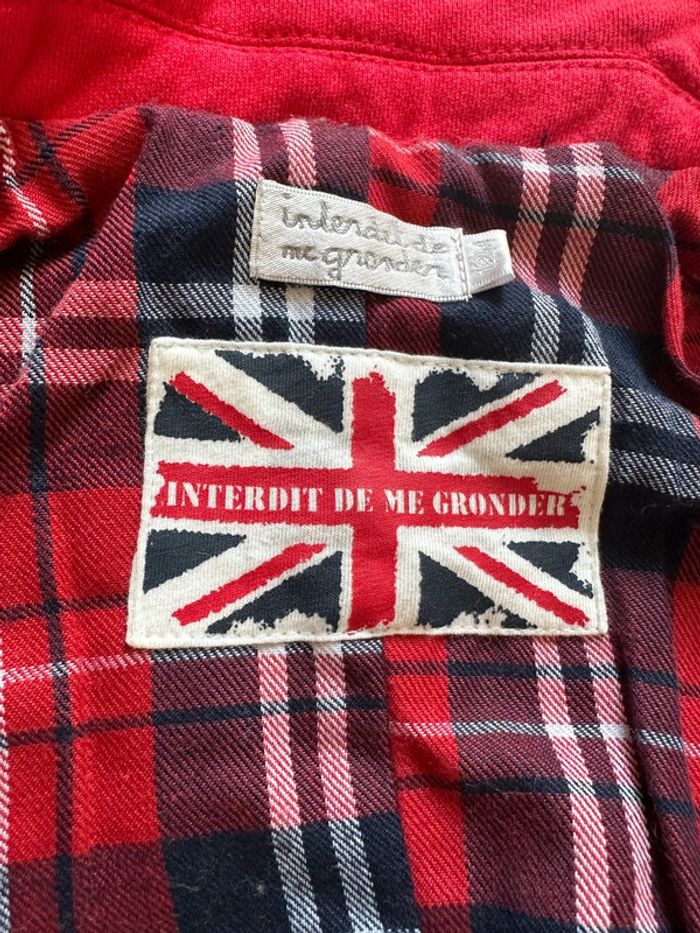 interdit de
me gronder
INTERDIT DE ME GRONDER